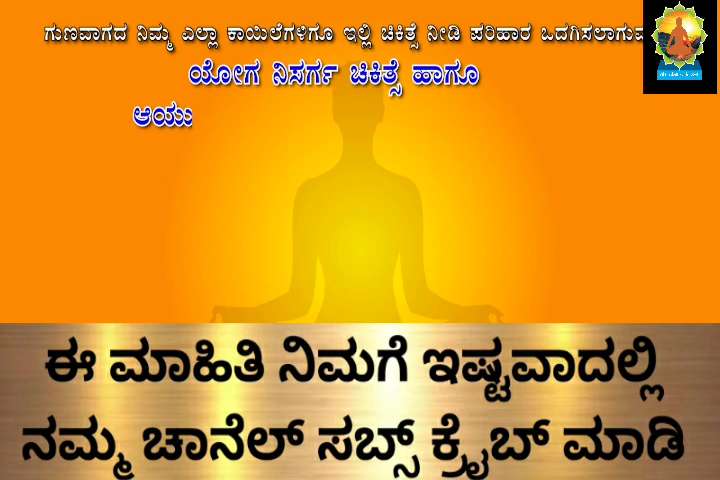 ಗುಣವಾಗದ ನಿಮ್ಮ ಎಲ್ಲಾ ಕಾಯಿಲೆಗಳಿಗೂ ಇಲ್ಲಿ ಚಿಕಿತ್ಸೆ ನೀಡಿ ಪರಿಹಾರ ಒದಗಿಸಲಾಗುವ
ಯೋಗ ನಿಸರ್ಗ ಚಿಕಿತ್ಸೆ ಹಾಗೂ
ಆಯು
ಈ ಮಾಹಿತಿ ನಿಮಗೆ ಇಷ್ಟವಾದಲ್ಲಿ
ನಮ್ಮ ಚಾನೆಲ್ ಸಬ್ಸ್ ಕ್ರೈಬ್ ಮಾಡಿ